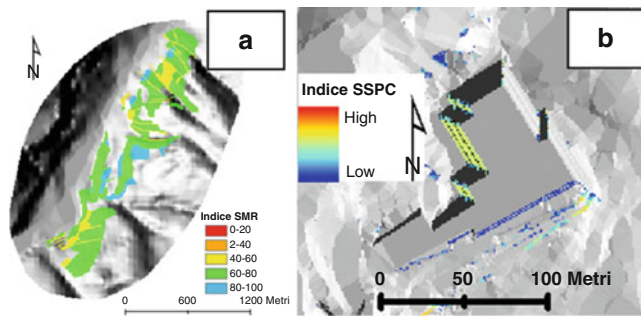 a
N
Indice SMR
0-20
2-40
40-60
60-80
80-100
0 600 1200 Metri
b
Indice SSPC
High
Low
N
0 50 100 Metri